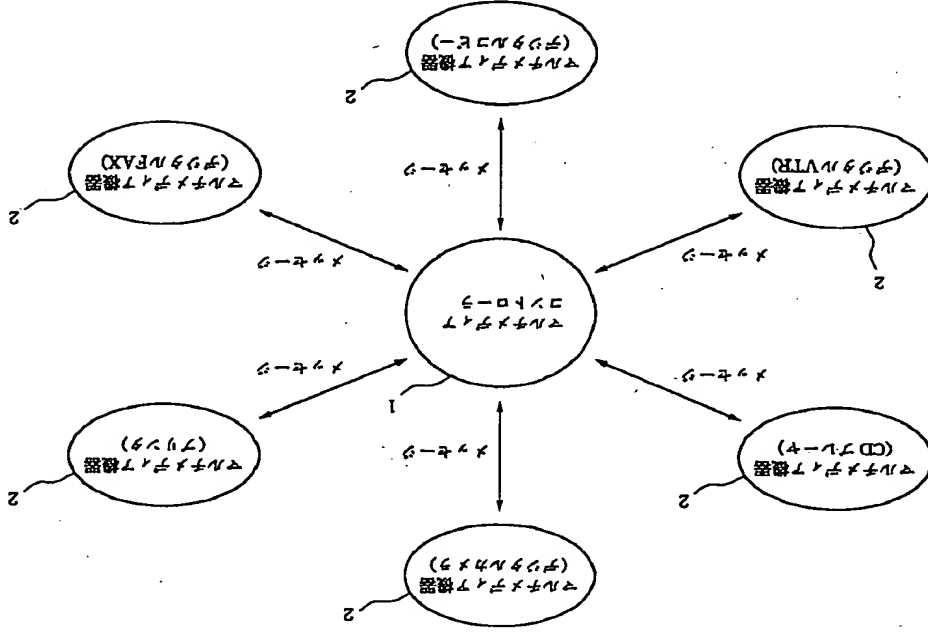 2
マルチメディア機器
(デジタルカメラ)
2
マルチメディア機器
(CDプレーヤ)
メッセージ
2
マルチメディア機器
(プリンタ)
メッセージ
メッセージ
1
マルチメディア
コントローラ
メッセージ
メッセージ
2
マルチメディア機器
(デジタルVTR)
メッセージ
2
マルチメディア機器
(デジタルFAX)
2
マルチメディア機器
(デジタルコピー)